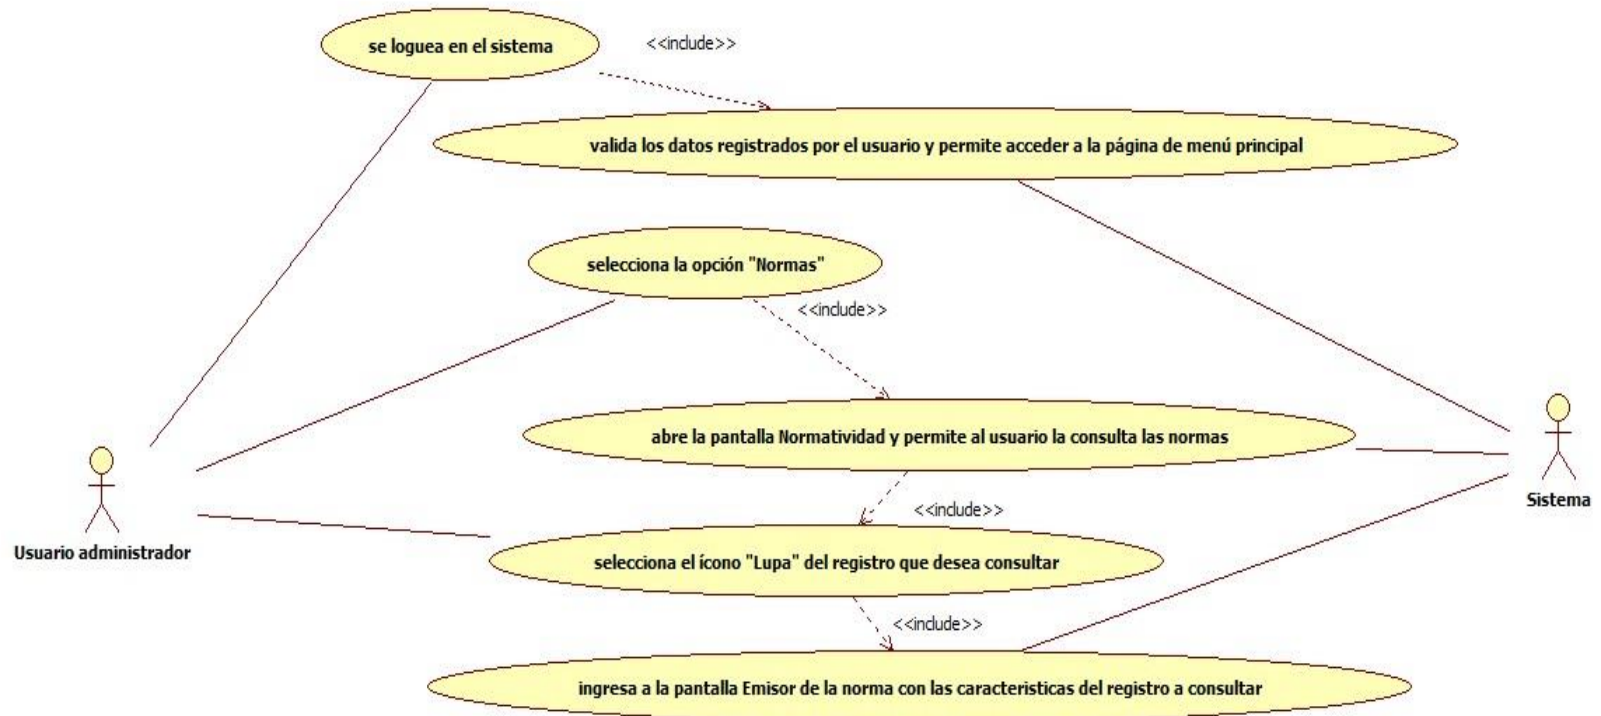 se loguea en el sistema
<<include>>
valida los datos registrados por el usuario y permite acceder a la página de menú principal
selecciona la opción "Normas"
<<include>>
abre la pantalla Normatividad y permite al usuario la consulta las normas
Sistema
<<include>>
Usuario administrador
selecciona el ícono "Lupa" del registro que desea consultar
<<include>>
ingresa a la pantalla Emisor de la norma con las caracteristicas del registro a consultar